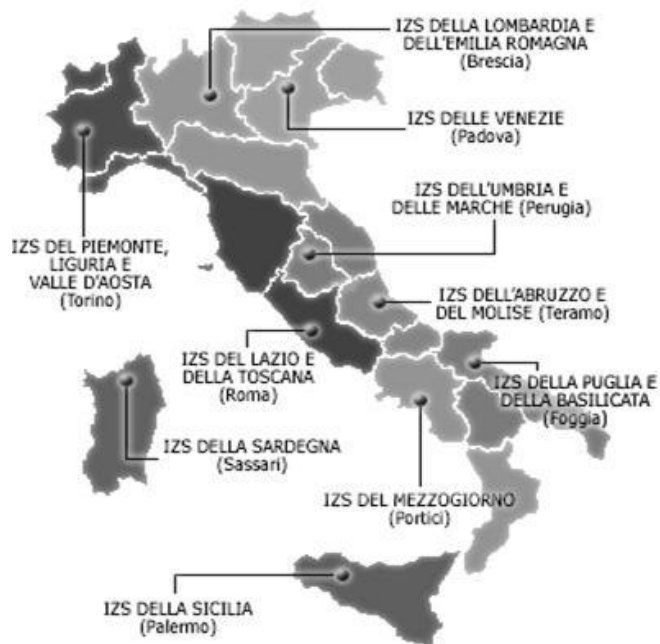 IZS DELLA LOMBARDIA E
DELL'EMILIA ROMAGNA
(Brescia)
IZS DELLE VENEZIE
(Padova)
IZS DELL'UMBRIA E
DELLE MARCHE (Perugia)
IZS DEL PIEMONTE,
LIGURIA E
VALLE D'AOSTA
(Torino)
IZS DELL'ABRUZZO E
DEL MOLISE (Teramo)
IZS DEL LAZIO E
DELLA TOSCANA
(Roma)
IZS DELLA PUGLIA E
DELLA BASILICATA
(Foggia)
IZS DELLA SARDEGNA
(Sassari)
IZS DEL MEZZOGIORNO
(Portici)
IZS DELLA SICILIA
(Palermo)